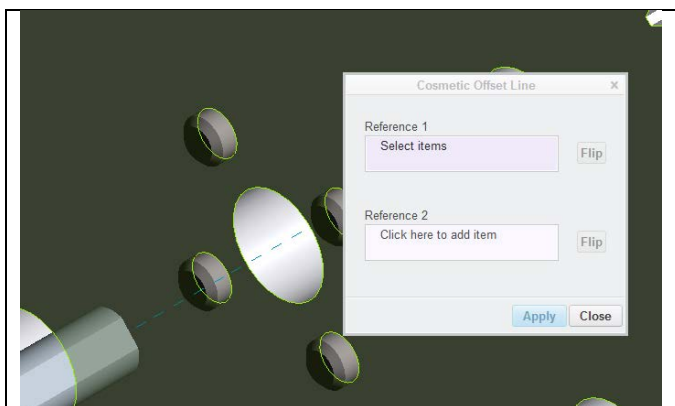 Cosmetic Offset Line x
Reference 1
Select items
Flip
Reference 2
Click here to add item
Flip
Apply Close